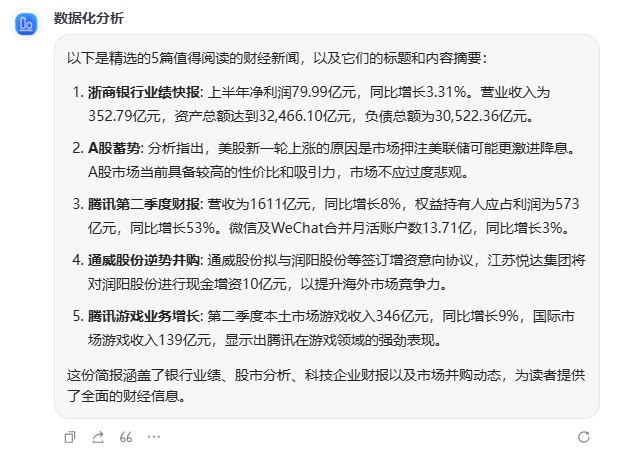 数据化分析
以下是精选的5篇值得阅读的财经新闻，以及它们的标题和内容摘要：
1. 浙商银行业绩快报: 上半年净利润79.99亿元，同比增长3.31%。营业收入为
352.79亿元，资产总额达到32,466.10亿元，负债总额为30,522.36亿元。
2. A股蓄势: 分析指出，美股新一轮上涨的原因是市场押注美联储可能更激进降息。
A股市场当前具备较高的性价比和吸引力，市场不应过度悲观。
3. 腾讯第二季度财报: 营收为1611亿元，同比增长8%，权益持有人应占利润为573
亿元，同比增长53%。微信及WeChat合并月活账户数13.71亿，同比增长3%。
4. 通威股份逆势并购: 通威股份拟与润阳股份等签订增资意向协议，江苏悦达集团将
对润阳股份进行现金增资10亿元，以提升海外市场竞争力。
5. 腾讯游戏业务增长: 第二季度本土市场游戏收入346亿元，同比增长9%，国际市
场游戏收入139亿元，显示出腾讯在游戏领域的强劲表现。
这份简报涵盖了银行业绩、股市分析、科技企业财报以及市场并购动态，为读者提供
了全面的财经信息。